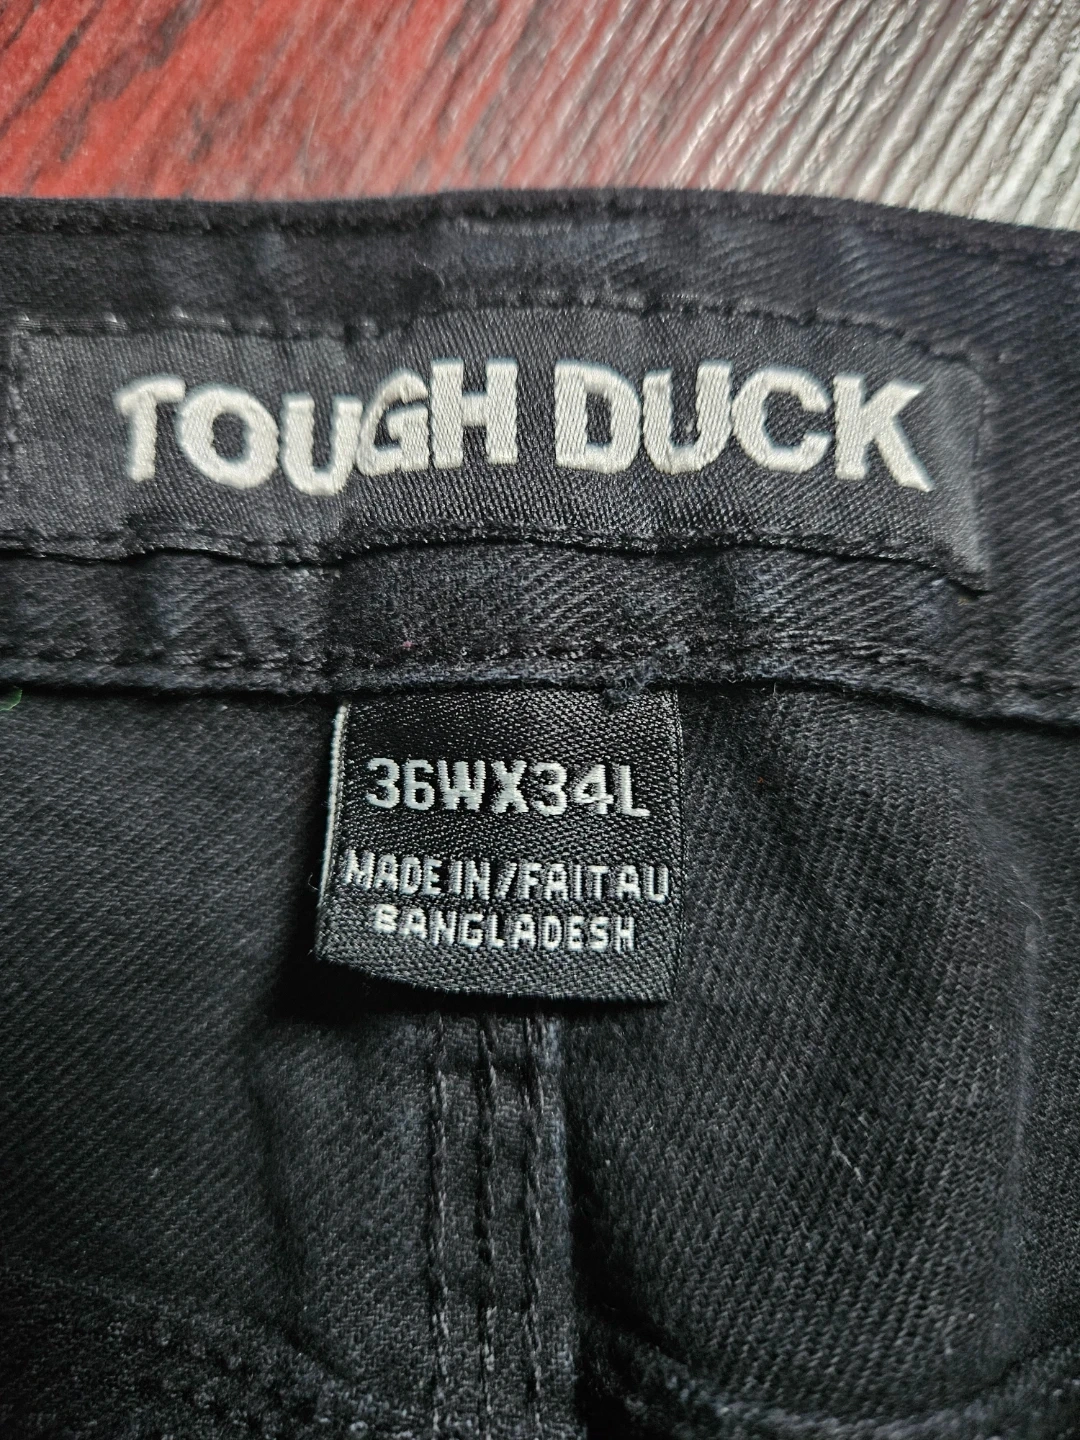 TOUGH DUCK
36WX34L
MADE IN/FAIT AU
BANGLADESH